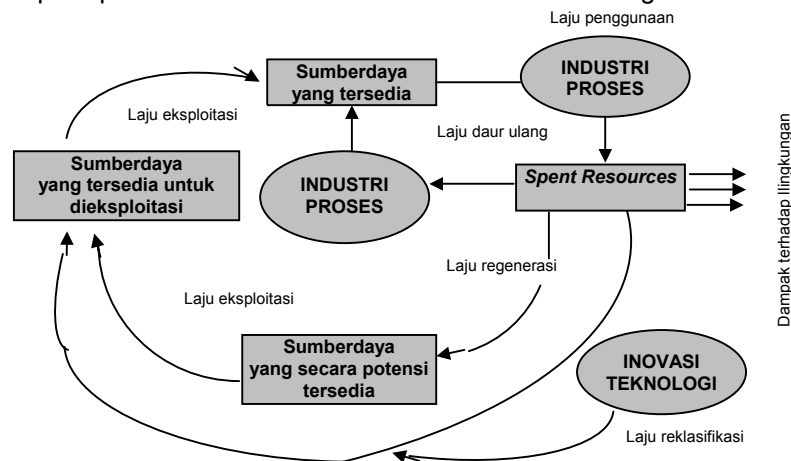 Laju penggunaan
Sumberdaya
yang tersedia
INDUSTRI
PROSES
Laju eksploitasi
Laju daur ulang
Sumberdaya
yang tersedia untuk
dieksploitasi
INDUSTRI
PROSES
Spent Resources
Dampak terhadap llingkungan
Laju regenerasi
Laju eksploitasi
Sumberdaya
yang secara potensi
tersedia
INOVASI
TEKNOLOGI
Laju reklasifikasi